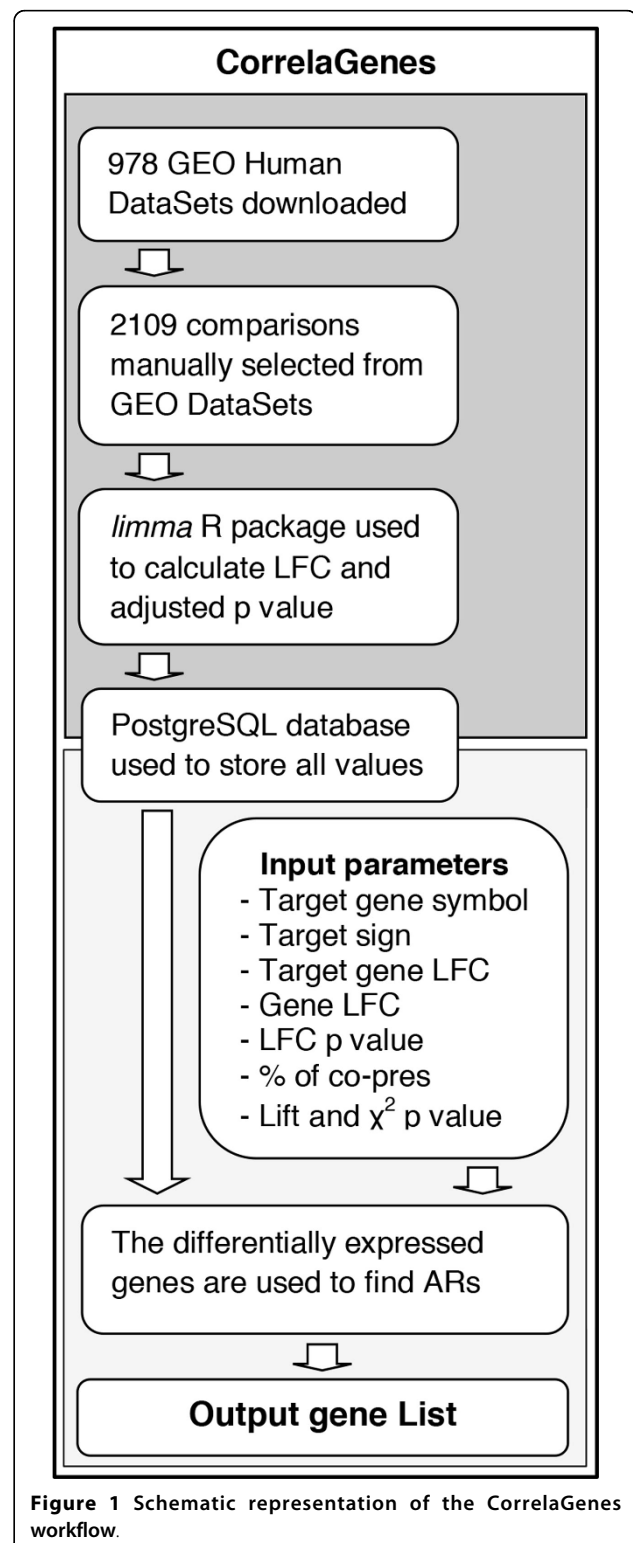 CorrelaGenes
978 GEO Human
DataSets downloaded
2109 comparisons
manually selected from
GEO DataSets
limma R package used
to calculate LFC and
adjusted p value
PostgreSQL database
used to store all values
Input parameters
- Target gene symbol
- Target sign
- Target gene LFC
- Gene LFC
- LFC p value
- % of co-pres
- Lift and χ² p value
The differentially expressed
genes are used to find ARs
Output gene List
Figure 1 Schematic representation of the CorrelaGenes
workflow.